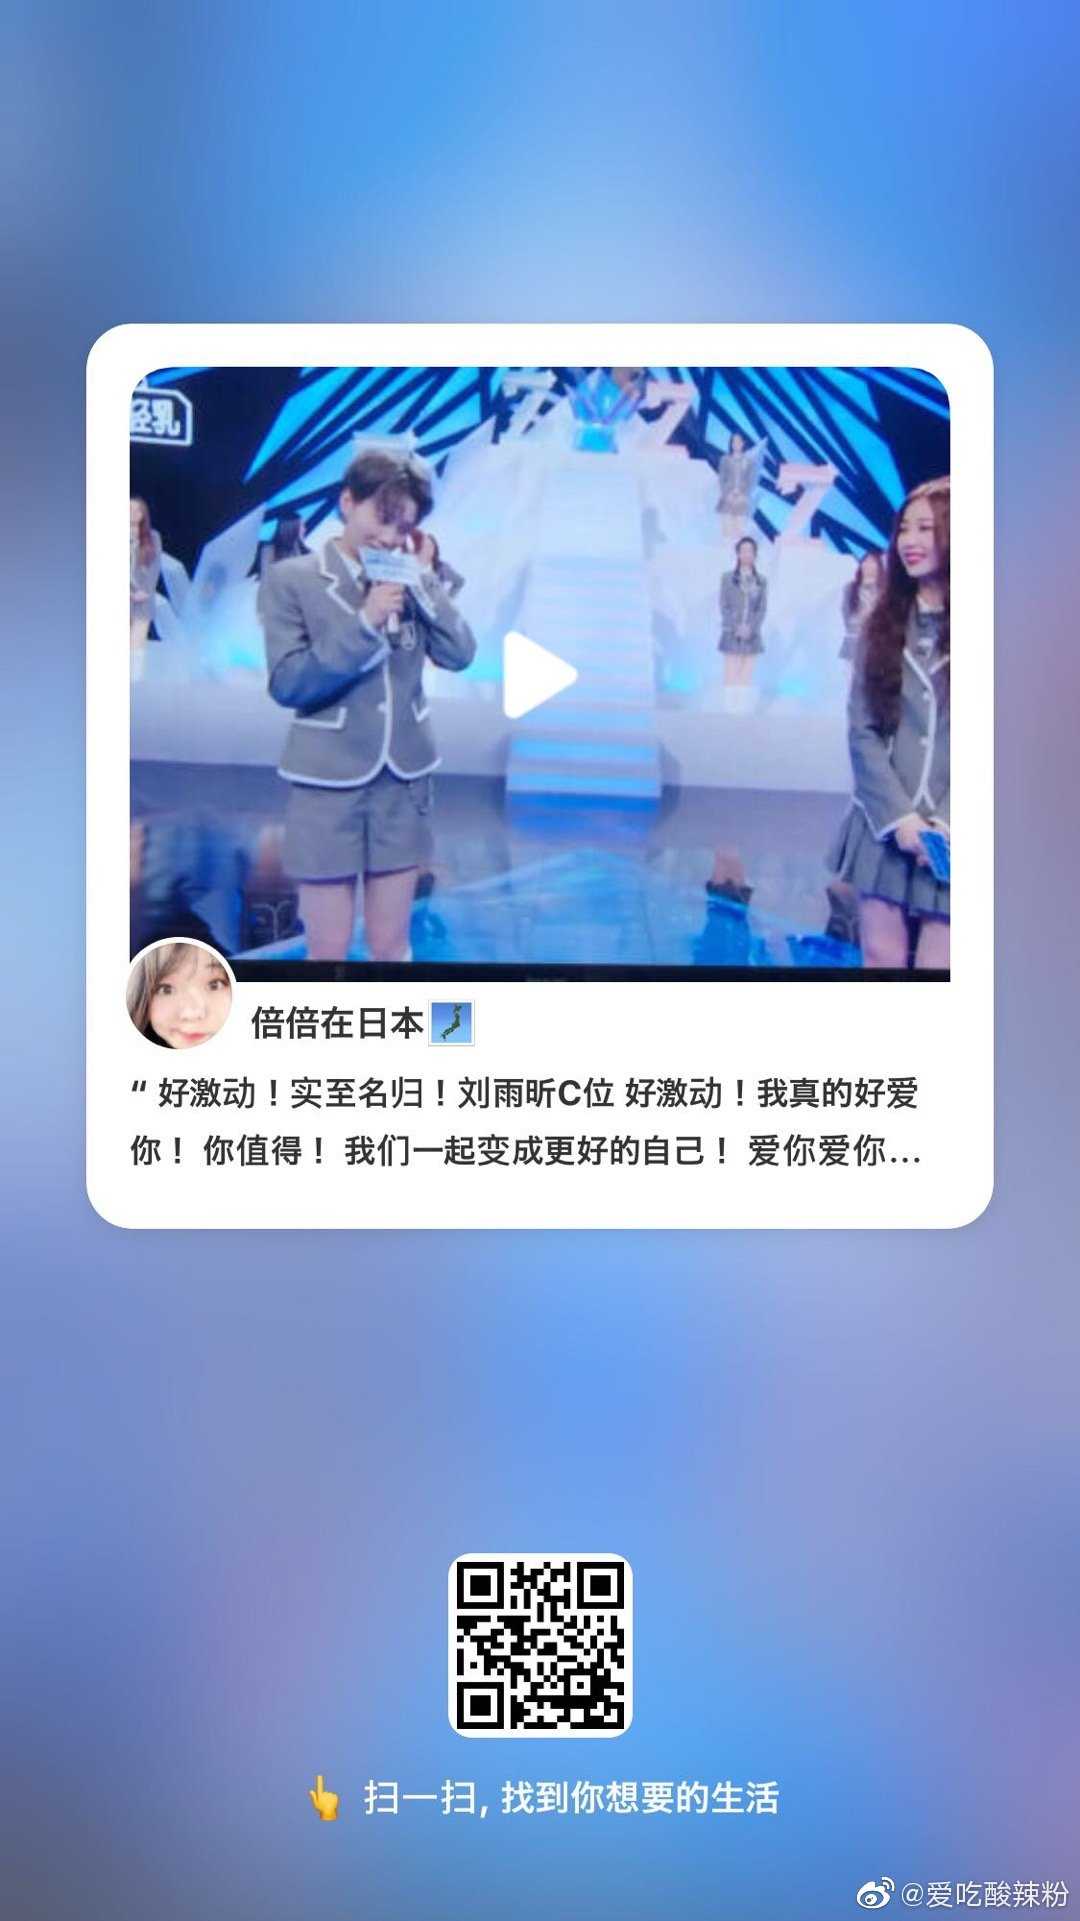 轻乳
倍倍在日本
“ 好激动！实至名归！刘雨昕C位 好激动！我真的好爱
你！ 你值得！ 我们一起变成更好的自己！ 爱你爱你...
扫一扫, 找到你想要的生活
@爱吃酸辣粉